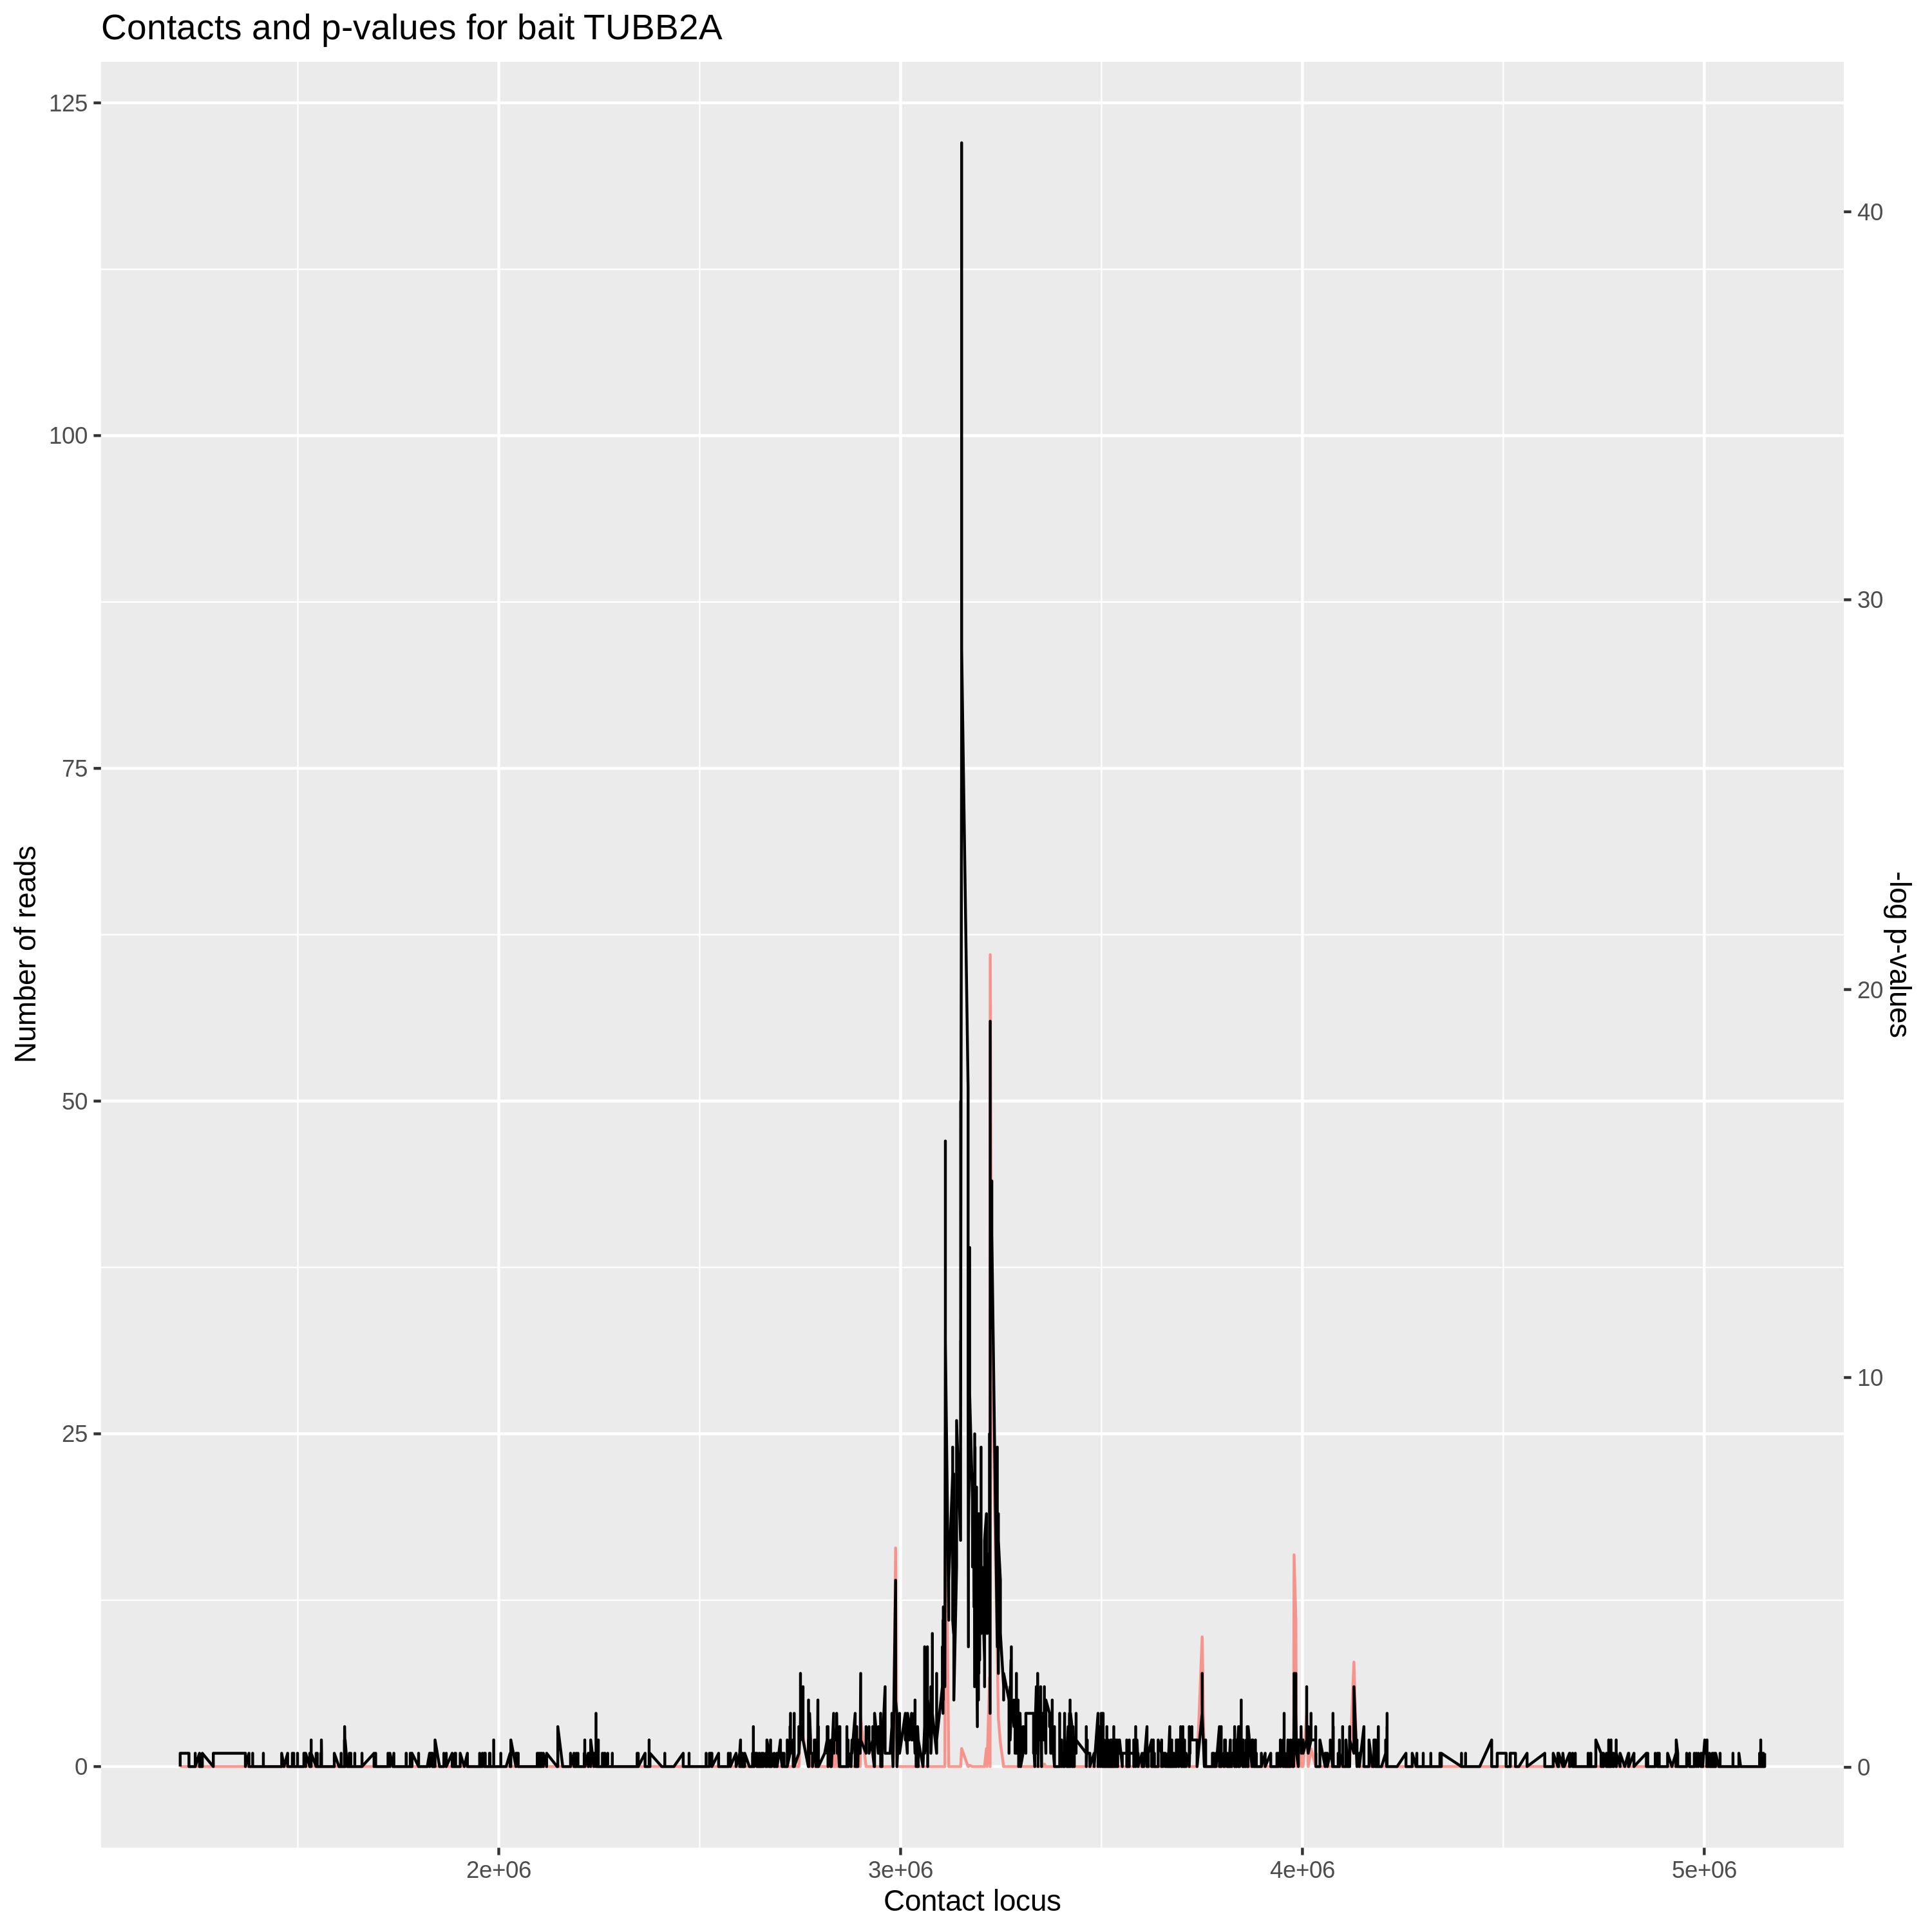 Contacts and p-values for bait TUBB2A
125
100
75
50
25
0
Number of reads
40
30
20
10
0
-log p-values
2e+06
3e+06
4e+06
5e+06
Contact locus